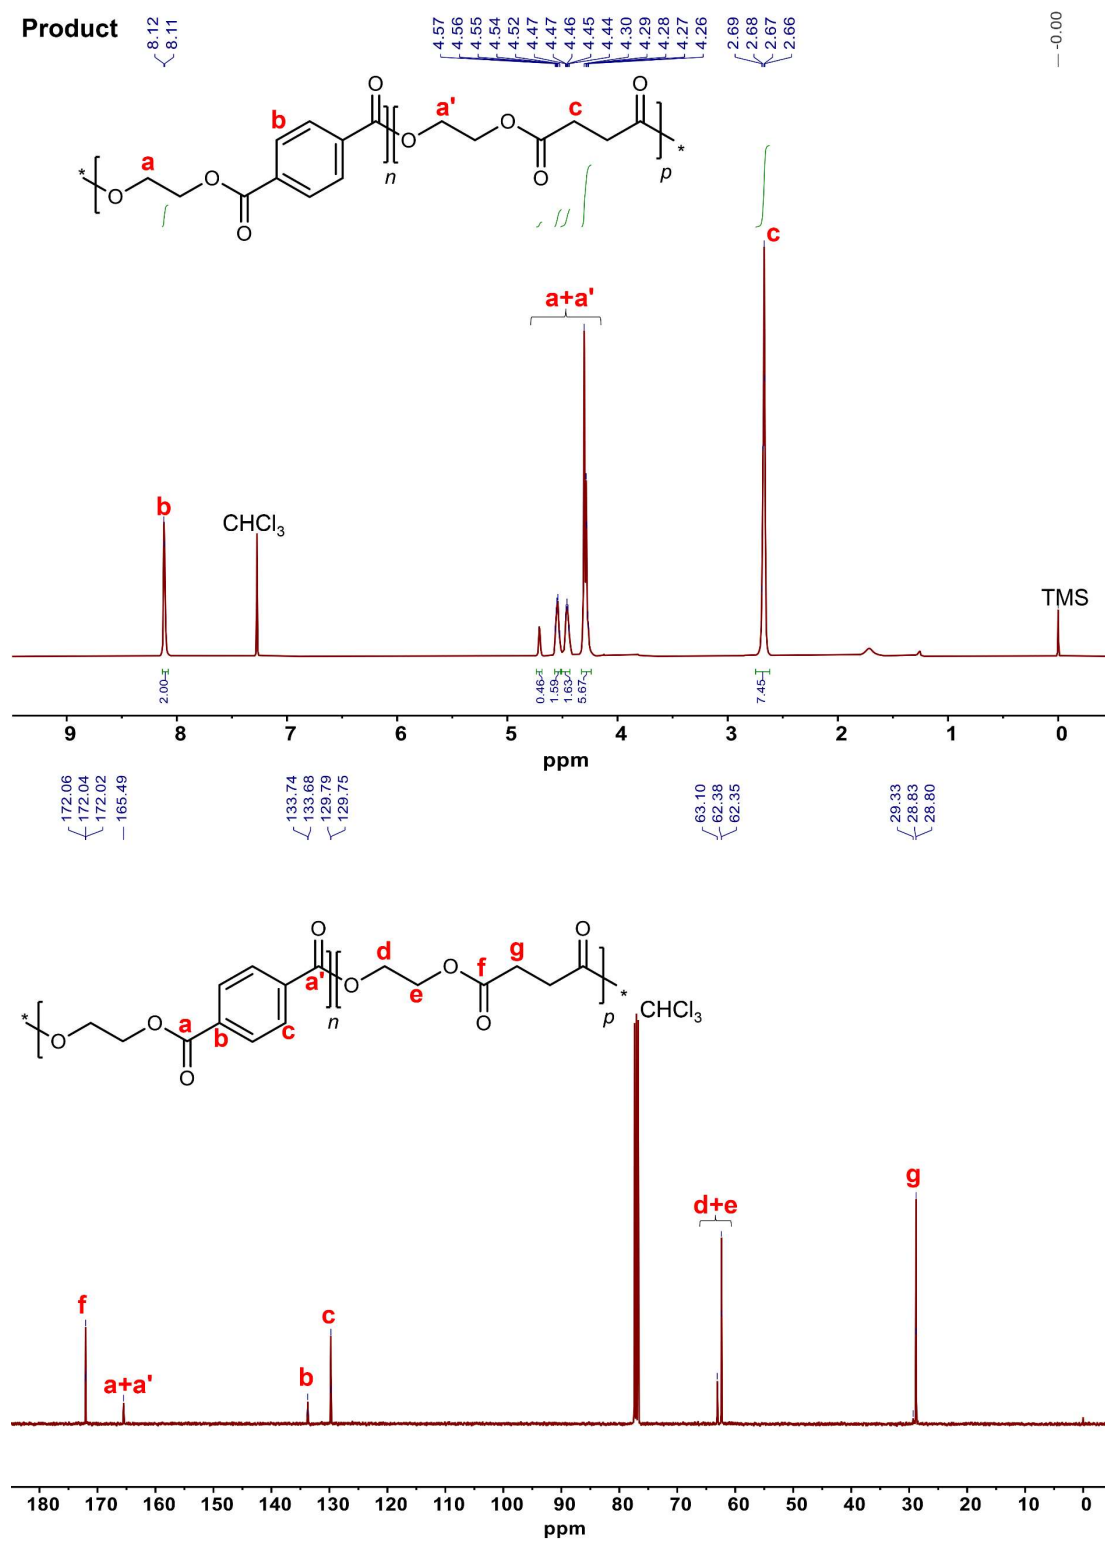 Product
8.12
8.11
4.57
4.56
4.55
4.54
4.52
4.47
4.47
4.46
4.45
4.44
4.30
4.29
4.28
4.27
4.26
2.69
2.68
2.67
2.66
-0.00
O
b
a'
c
O
a
O
O
O
n
O
O
p
*
*
O
O
c
a+a'
b
CHCl3
TMS
2.00
0.46
1.59
1.63
5.67
7.45
9 8 7 6 5 4 3 2 1 0
ppm
172.06
172.04
172.02
165.49
133.74
133.68
129.79
129.75
63.10
62.38
62.35
29.33
28.83
28.80
O
a'
d
g
O
O
f
O
e
n
O
p
*
*
O
O
a
b
c
O
CHCl3
g
d+e
f
a+a'
b
c
180 170 160 150 140 130 120 110 100 90 80 70 60 50 40 30 20 10 0
ppm